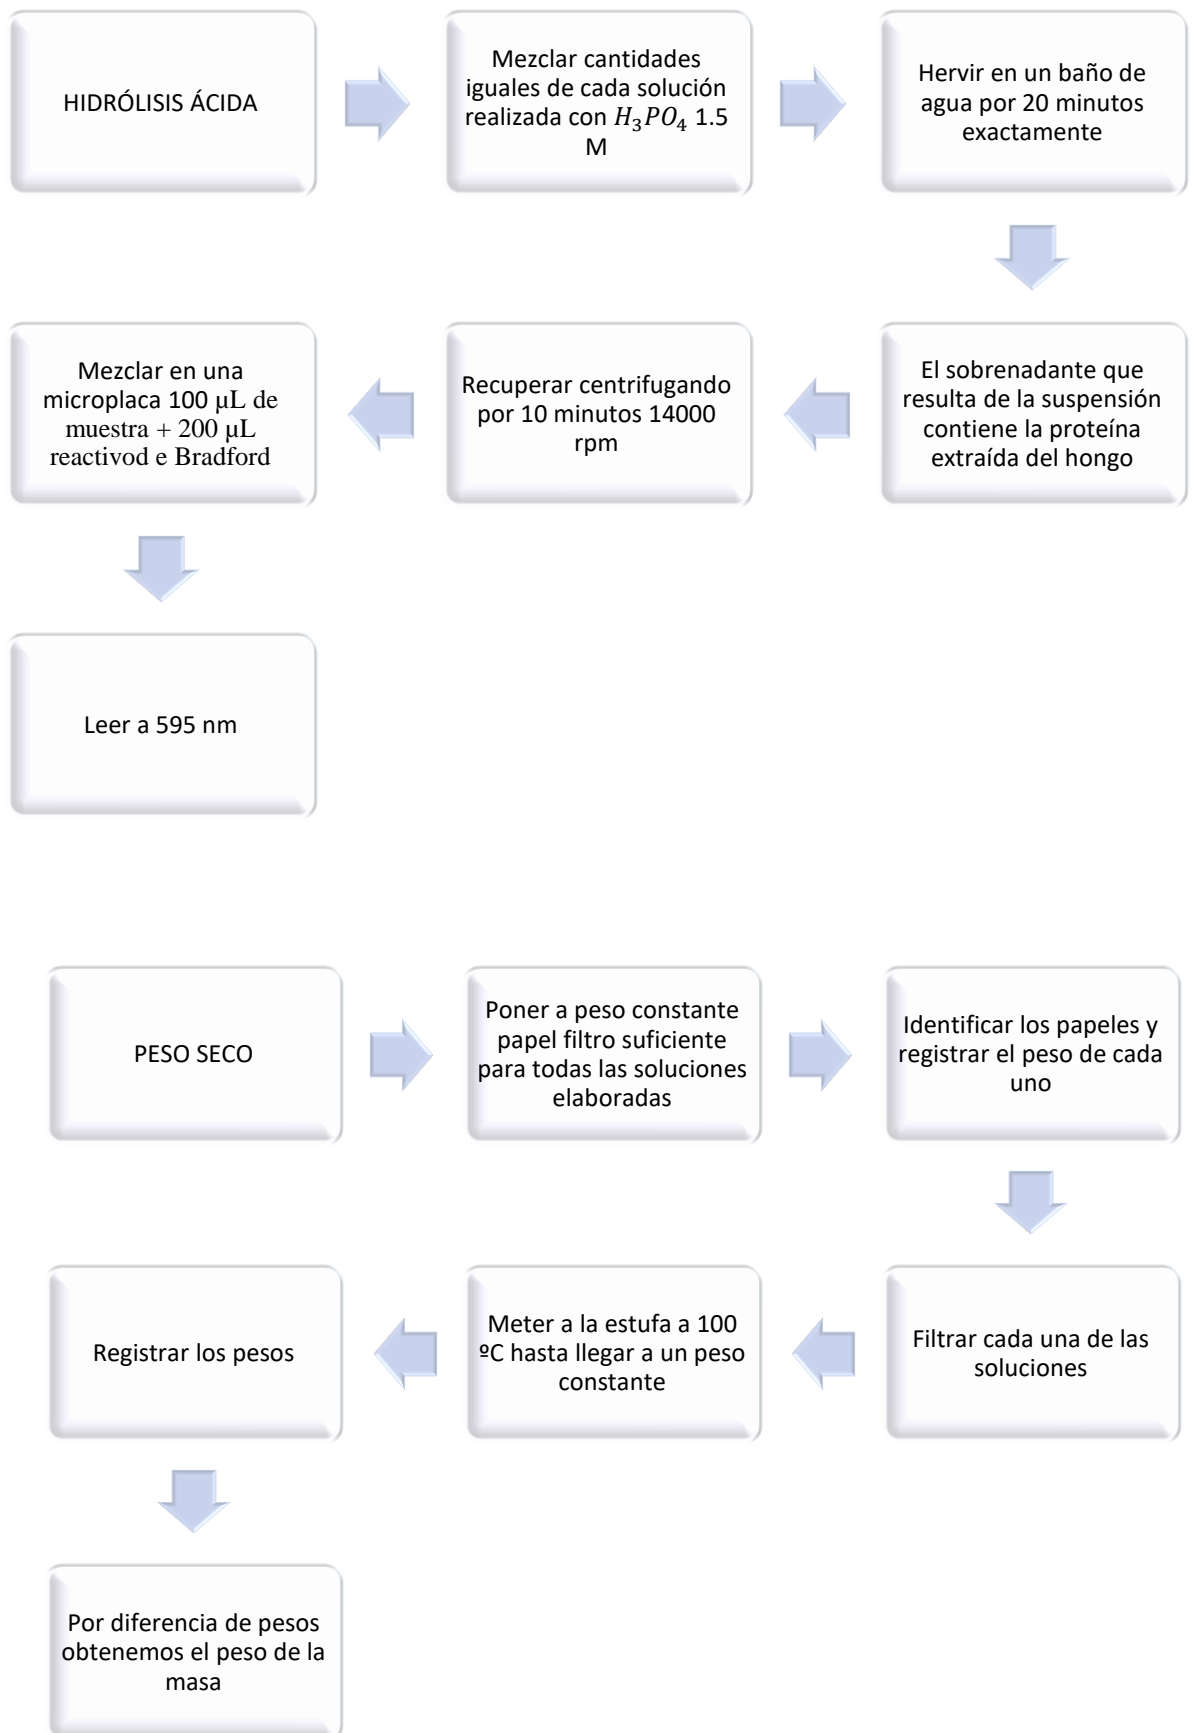 HIDRÓLISIS ÁCIDA
Mezclar cantidades
iguales de cada solución
realizada con H₃PO₄ 1.5
M
Hervir en un baño de
agua por 20 minutos
exactamente
El sobrenadante que
resulta de la suspensión
contiene la proteína
extraída del hongo
Recuperar centrifugando
por 10 minutos 14000
rpm
Mezclar en una
microplaca 100 µL de
muestra + 200 µL
reactivod e Bradford
Leer a 595 nm
PESO SECO
Poner a peso constante
papel filtro suficiente
para todas las soluciones
elaboradas
Identificar los papeles y
registrar el peso de cada
uno
Filtrar cada una de las
soluciones
Meter a la estufa a 100
ºC hasta llegar a un peso
constante
Registrar los pesos
Por diferencia de pesos
obtenemos el peso de la
masa